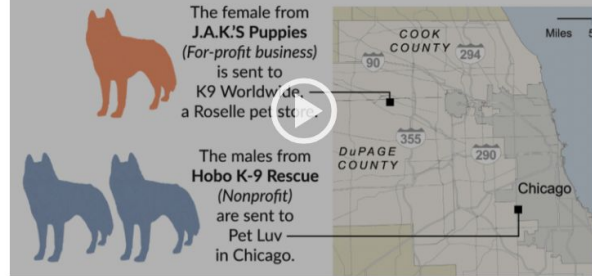 The female from
J.A.K.'S Puppies
(For-profit business)
is sent to
K9 Worldwide,
a Roselle pet store.
The males from
Hobo K-9 Rescue
(Nonprofit)
are sent to
Pet Luv
in Chicago.
COOK
COUNTY
Miles 5
90
294
355
290
DuPAGE
COUNTY
Chicago